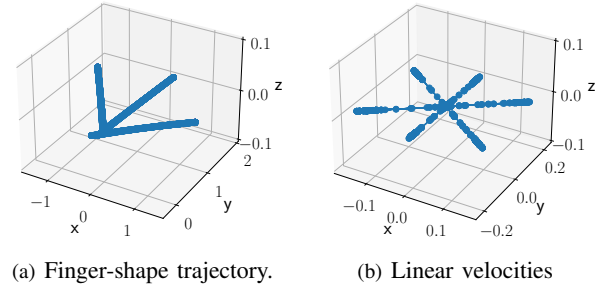 0.1
0.0
−0.1
z
2
1
0
y
−1
0
1
x
0.1
0.0
−0.1
z
0.2
0.0
−0.2
y
−0.1
0.0
0.1
x
(a) Finger-shape trajectory.
(b) Linear velocities